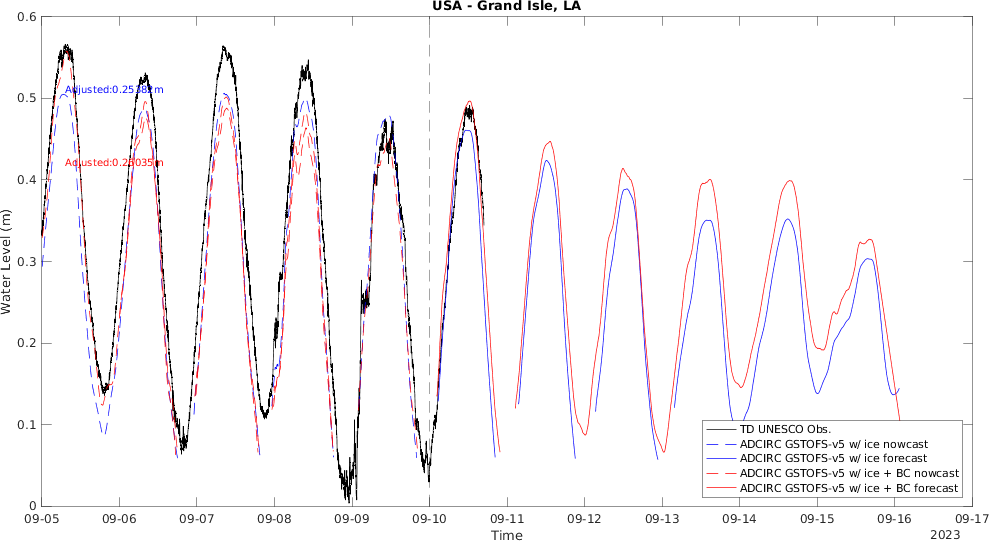 USA - Grand Isle, LA
0.6
0.5
0.4
0.3
0.2
0.1
0
Water Level (m)
Adjusted:0.25382m
Adjusted:0.25035m
TD UNESCO Obs.
ADCIRC GSTOFS-v5 w/ ice nowcast
ADCIRC GSTOFS-v5 w/ ice forecast
ADCIRC GSTOFS-v5 w/ ice + BC nowcast
ADCIRC GSTOFS-v5 w/ ice + BC forecast
09-05 09-06 09-07 09-08 09-09 09-10 09-11 09-12 09-13 09-14 09-15 09-16 09-17
Time
2023